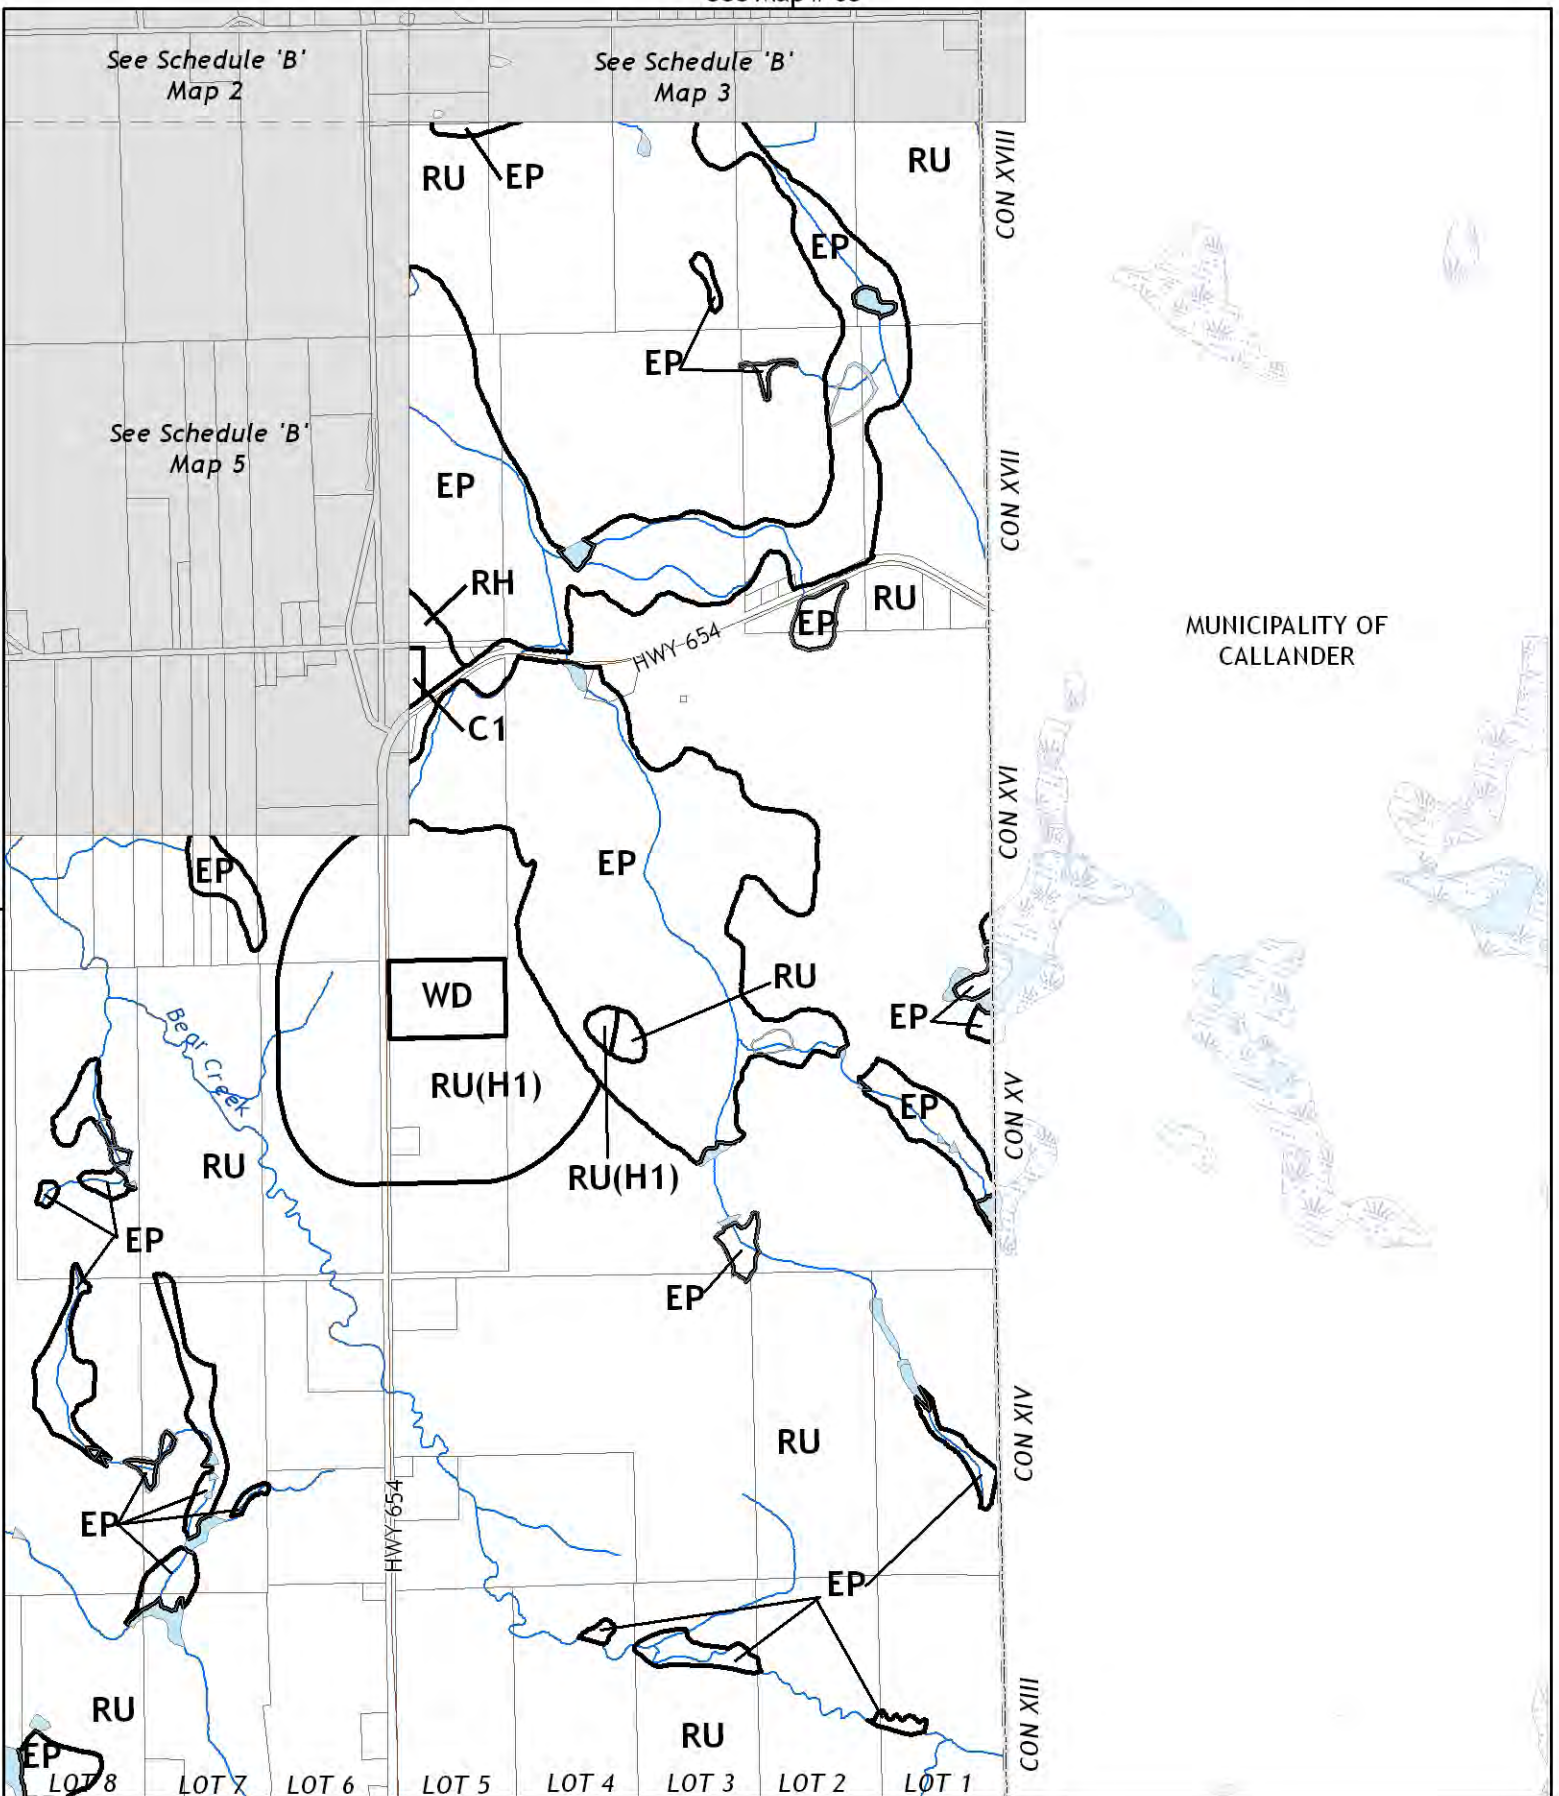 See Schedule 'B'
Map 2
See Schedule 'B'
Map 3
RU
EP
RU
CON XVIII
EP
EP
See Schedule 'B'
Map 5
EP
CON XVII
RH
RU
EP
HWY 654
MUNICIPALITY OF
CALLANDER
C1
CON XVI
EP
EP
WD
RU
EP
Bear Creek
RU(H1)
EP
CON XV
RU
RU(H1)
EP
EP
RU
CON XIV
EP
HWY 654
EP
RU
RU
CON XIII
EP
LOT 8
LOT 7
LOT 6
LOT 5
LOT 4
LOT 3
LOT 2
LOT 1